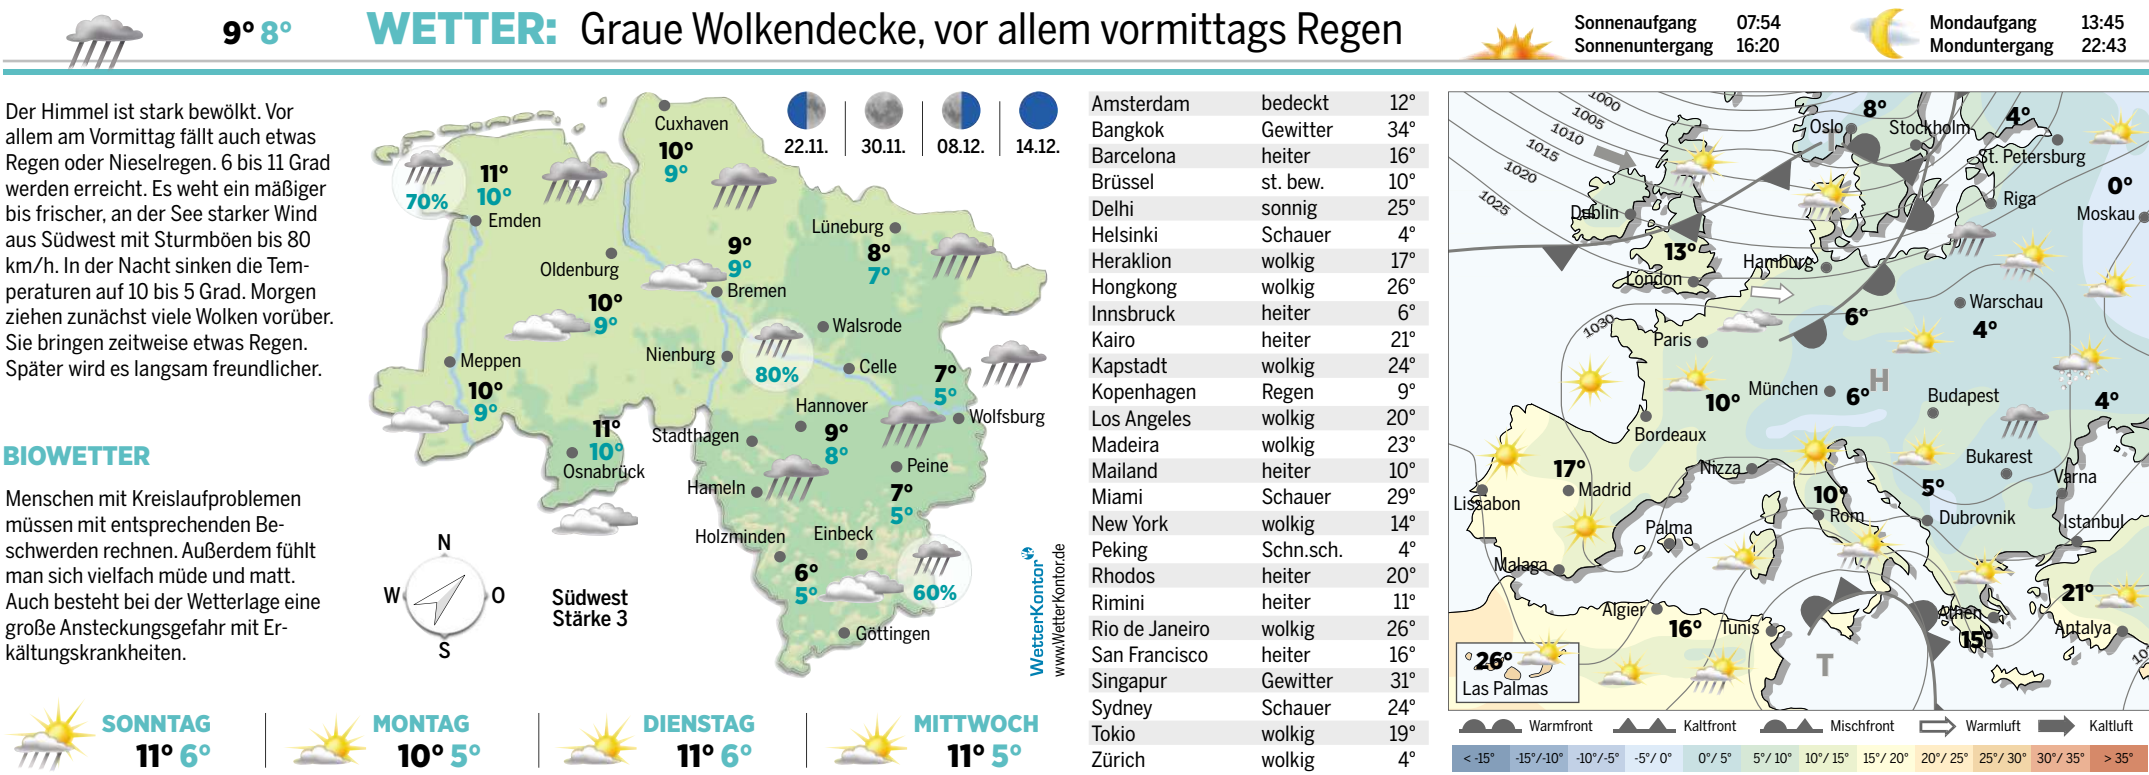 9° 8°
WETTER: Graue Wolkendecke, vor allem vormittags Regen
Sonnenaufgang 07:54
Sonnenuntergang 16:20
Mondaufgang 13:45
Monduntergang 22:43
Der Himmel ist stark bewölkt. Vor
allem am Vormittag fällt auch etwas
Regen oder Nieselregen. 6 bis 11 Grad
werden erreicht. Es weht ein mäßiger
bis frischer, an der See starker Wind
aus Südwest mit Sturmböen bis 80
km/h. In der Nacht sinken die Tem-
peraturen auf 10 bis 5 Grad. Morgen
ziehen zunächst viele Wolken vorüber.
Sie bringen zeitweise etwas Regen.
Später wird es langsam freundlicher.
BIOWETTER
Menschen mit Kreislaufproblemen
müssen mit entsprechenden Be-
schwerden rechnen. Außerdem fühlt
man sich vielfach müde und matt.
Auch besteht bei der Wetterlage eine
große Ansteckungsgefahr mit Er-
kältungskrankheiten.
22.11. 30.11. 08.12. 14.12.
Cuxhaven
10°
9°
70%
11°
10°
Emden
Lüneburg
8°
7°
Oldenburg
9°
9°
Bremen
10°
9°
Walsrode
Nienburg
80%
Celle
Meppen
10°
9°
7°
5°
Wolfsburg
Hannover
9°
8°
Stadthagen
11°
10°
Osnabrück
Peine
7°
5°
Hameln
Holzminden
Einbeck
6°
5°
60%
Göttingen
N
W O
S
Südwest
Stärke 3
WetterKontor
www.WetterKontor.de
SONNTAG
11° 6°
MONTAG
10° 5°
DIENSTAG
11° 6°
MITTWOCH
11° 5°
Amsterdam bedeckt 12°
Bangkok Gewitter 34°
Barcelona heiter 16°
Brüssel st. bew. 10°
Delhi sonnig 25°
Helsinki Schauer 4°
Heraklion wolkig 17°
Hongkong wolkig 26°
Innsbruck heiter 6°
Kairo heiter 21°
Kapstadt wolkig 24°
Kopenhagen Regen 9°
Los Angeles wolkig 20°
Madeira wolkig 23°
Mailand heiter 10°
Miami Schauer 29°
New York wolkig 14°
Peking Schn.sch. 4°
Rhodos heiter 20°
Rimini heiter 11°
Rio de Janeiro wolkig 26°
San Francisco heiter 16°
Singapur Gewitter 31°
Sydney Schauer 24°
Tokio wolkig 19°
Zürich wolkig 4°
1000
1005
1010
1015
1020
1025
1030
8°
Oslo
Stockholm
4°
St. Petersburg
Riga
0°
Moskau
Dublin
13°
London
Hamburg
6°
Warschau
4°
Paris
München
6°
H
10°
Bordeaux
Budapest
4°
Nizza
Bukarest
Varna
17°
Madrid
Lissabon
10°
Rom
5°
Dubrovnik
Istanbul
Palma
Malaga
Algier
16°
Tunis
T
Athen
15°
21°
Antalya
26°
Las Palmas
Warmfront Kaltfront Mischfront Warmluft Kaltluft
< -15° -15°/-10° -10°/-5° -5°/ 0° 0°/ 5° 5°/ 10° 10°/ 15° 15°/ 20° 20°/ 25° 25°/ 30° 30°/ 35° > 35°